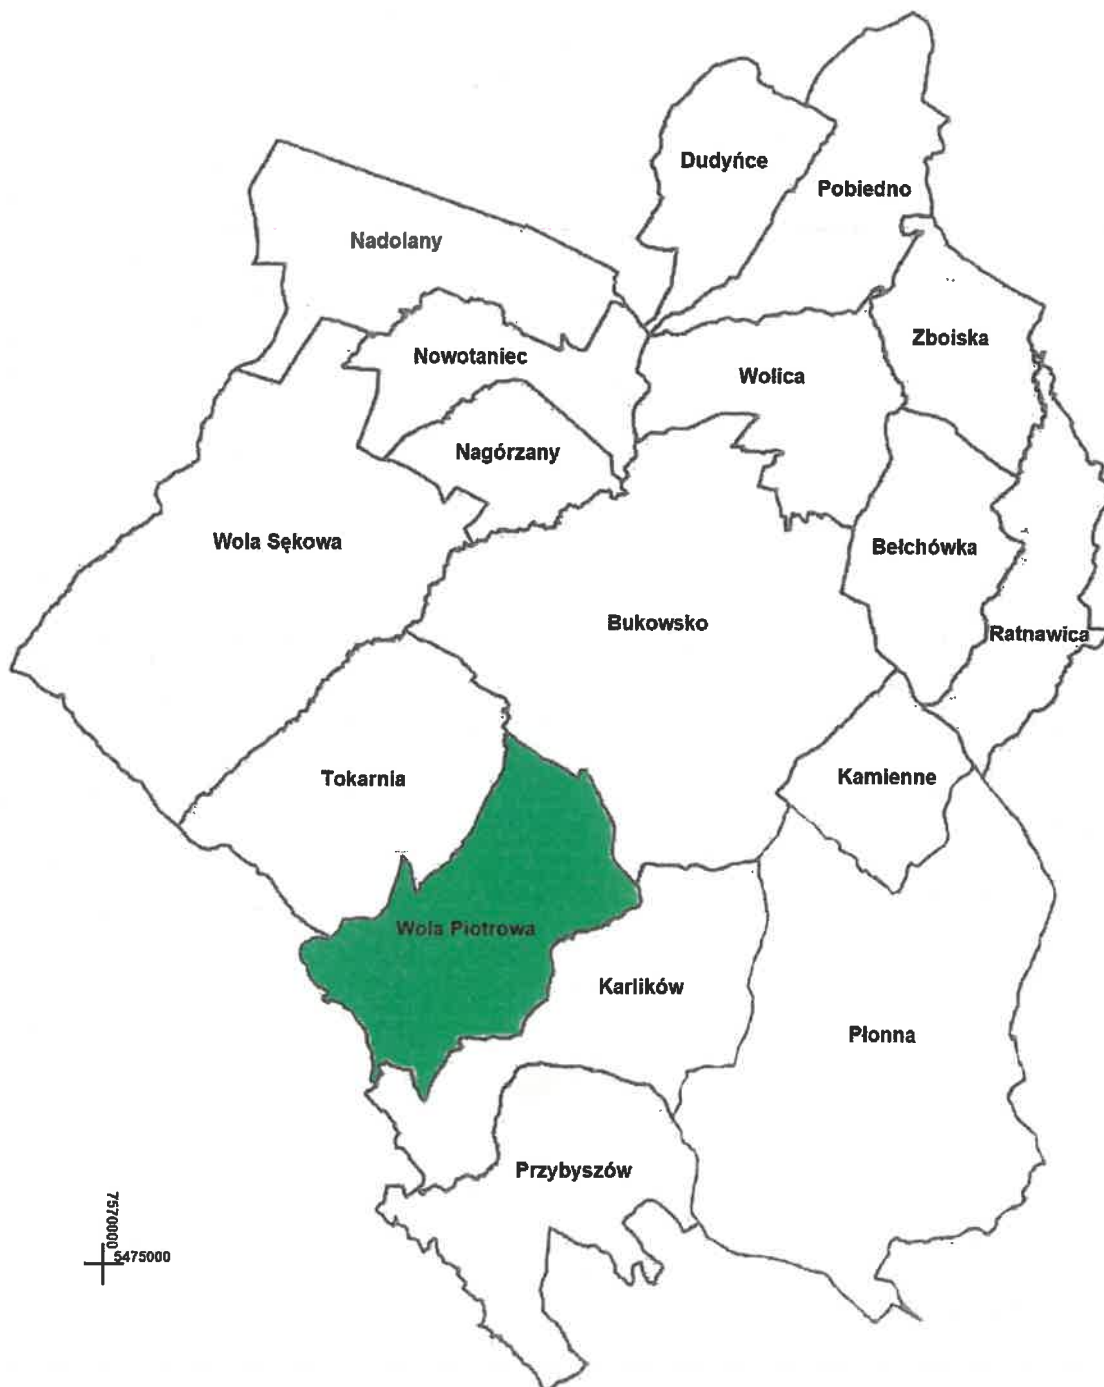 Dudyńce
Pobiedno
Nadolany
Zboiska
Nowotaniec
Wolica
Nagórzany
Wola Sękowa
Bełchówka
Bukowsko
Ratnawica
Tokarnia
Kamienne
Wola Piotrowa
Karlików
Płonna
Przybyszów
7570000
5475000